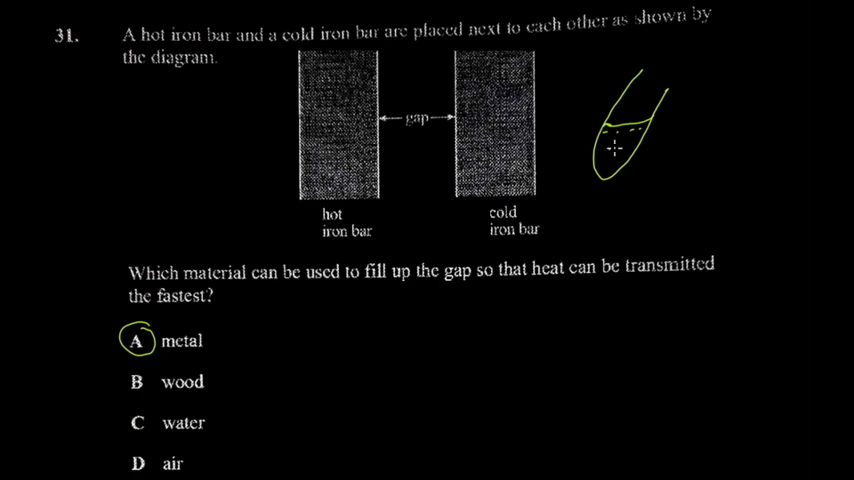 31. A hot iron bar and a cold iron bar are placed next to each other as shown by
the diagram.
gap
hot
iron bar
cold
iron bar
Which material can be used to fill up the gap so that heat can be transmitted
the fastest?
A metal
B wood
C water
D air